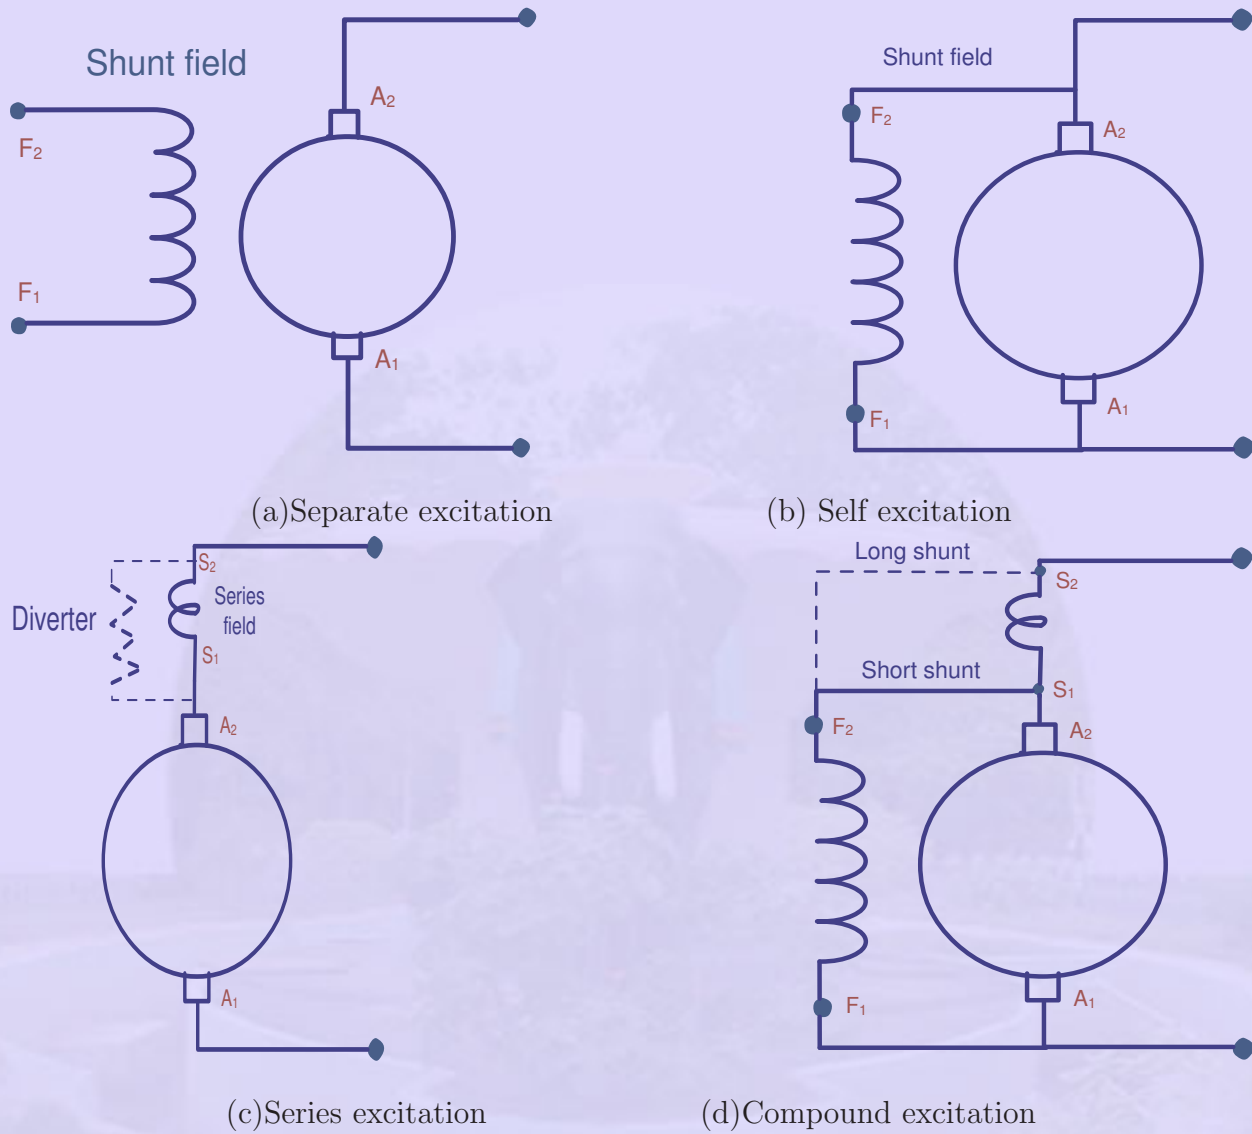 Shunt field
A2
F2
F1
A1
(a)Separate excitation
Shunt field
F2
A2
F1
A1
(b) Self excitation
S2
Series
field
Diverter
S1
A2
A1
(c)Series excitation
Long shunt
S2
Short shunt
S1
F2
A2
F1
A1
(d)Compound excitation